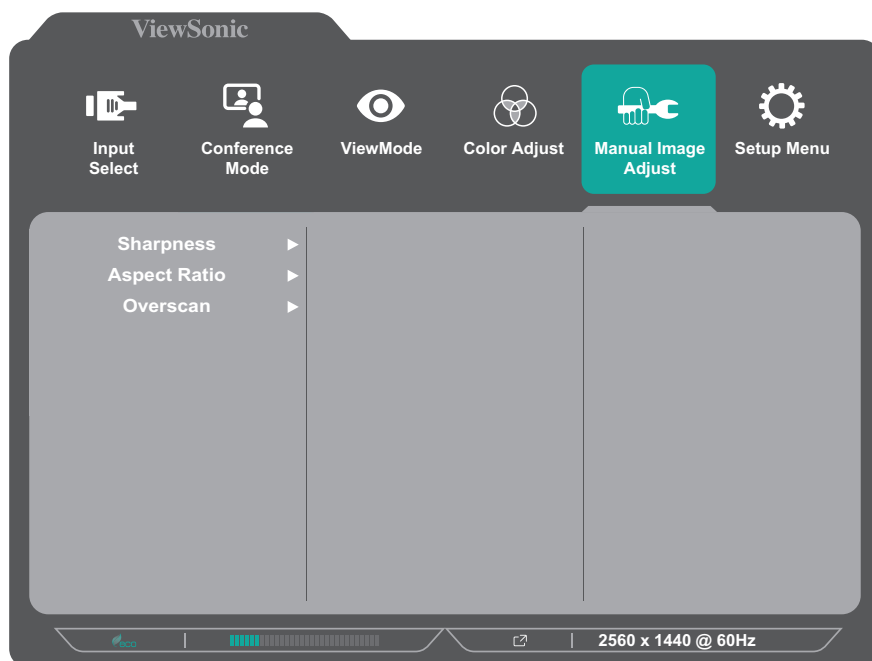 ViewSonic
Input
Select
Conference
Mode
ViewMode
Color Adjust
Manual Image
Adjust
Setup Menu
Sharpness ►
Aspect Ratio ►
Overscan ►
eco
2560 x 1440 @ 60Hz